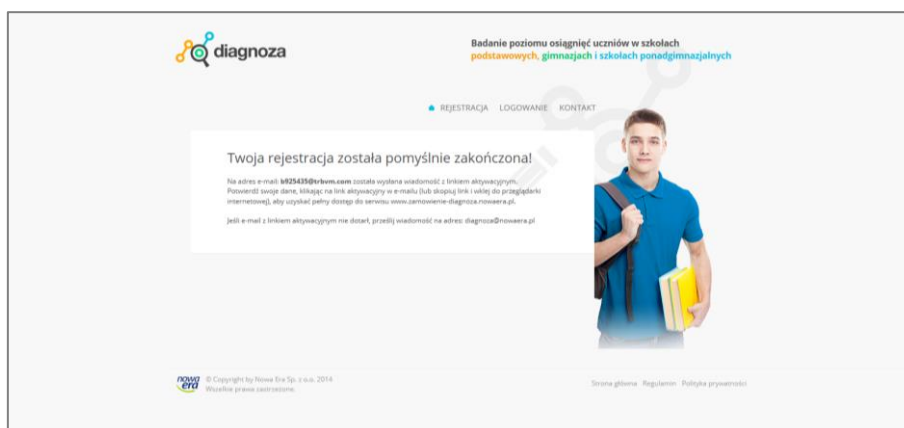 diagnoza
Badanie poziomu osiągnięć uczniów w szkołach
podstawowych, gimnazjach i szkołach ponadgimnazjalnych
REJESTRACJA LOGOWANIE KONTAKT
Twoja rejestracja została pomyślnie zakończona!
Na adres e-mail: b925435@trbvm.com została wysłana wiadomość z linkiem aktywacyjnym.
Potwierdź swoje dane, klikając na link aktywacyjny w e-mailu (lub skopiuj link i wklej do przeglądarki
internetowej), aby uzyskać pełny dostęp do serwisu www.zamowienie-diagnoza.nowaera.pl.
Jeśli e-mail z linkiem aktywacyjnym nie dotarł, prześlij wiadomość na adres: diagnoza@nowaera.pl
nowa era
© Copyright by Nowa Era Sp. z o.o. 2014
Wszelkie prawa zastrzeżone.
Strona główna Regulamin Polityka prywatności